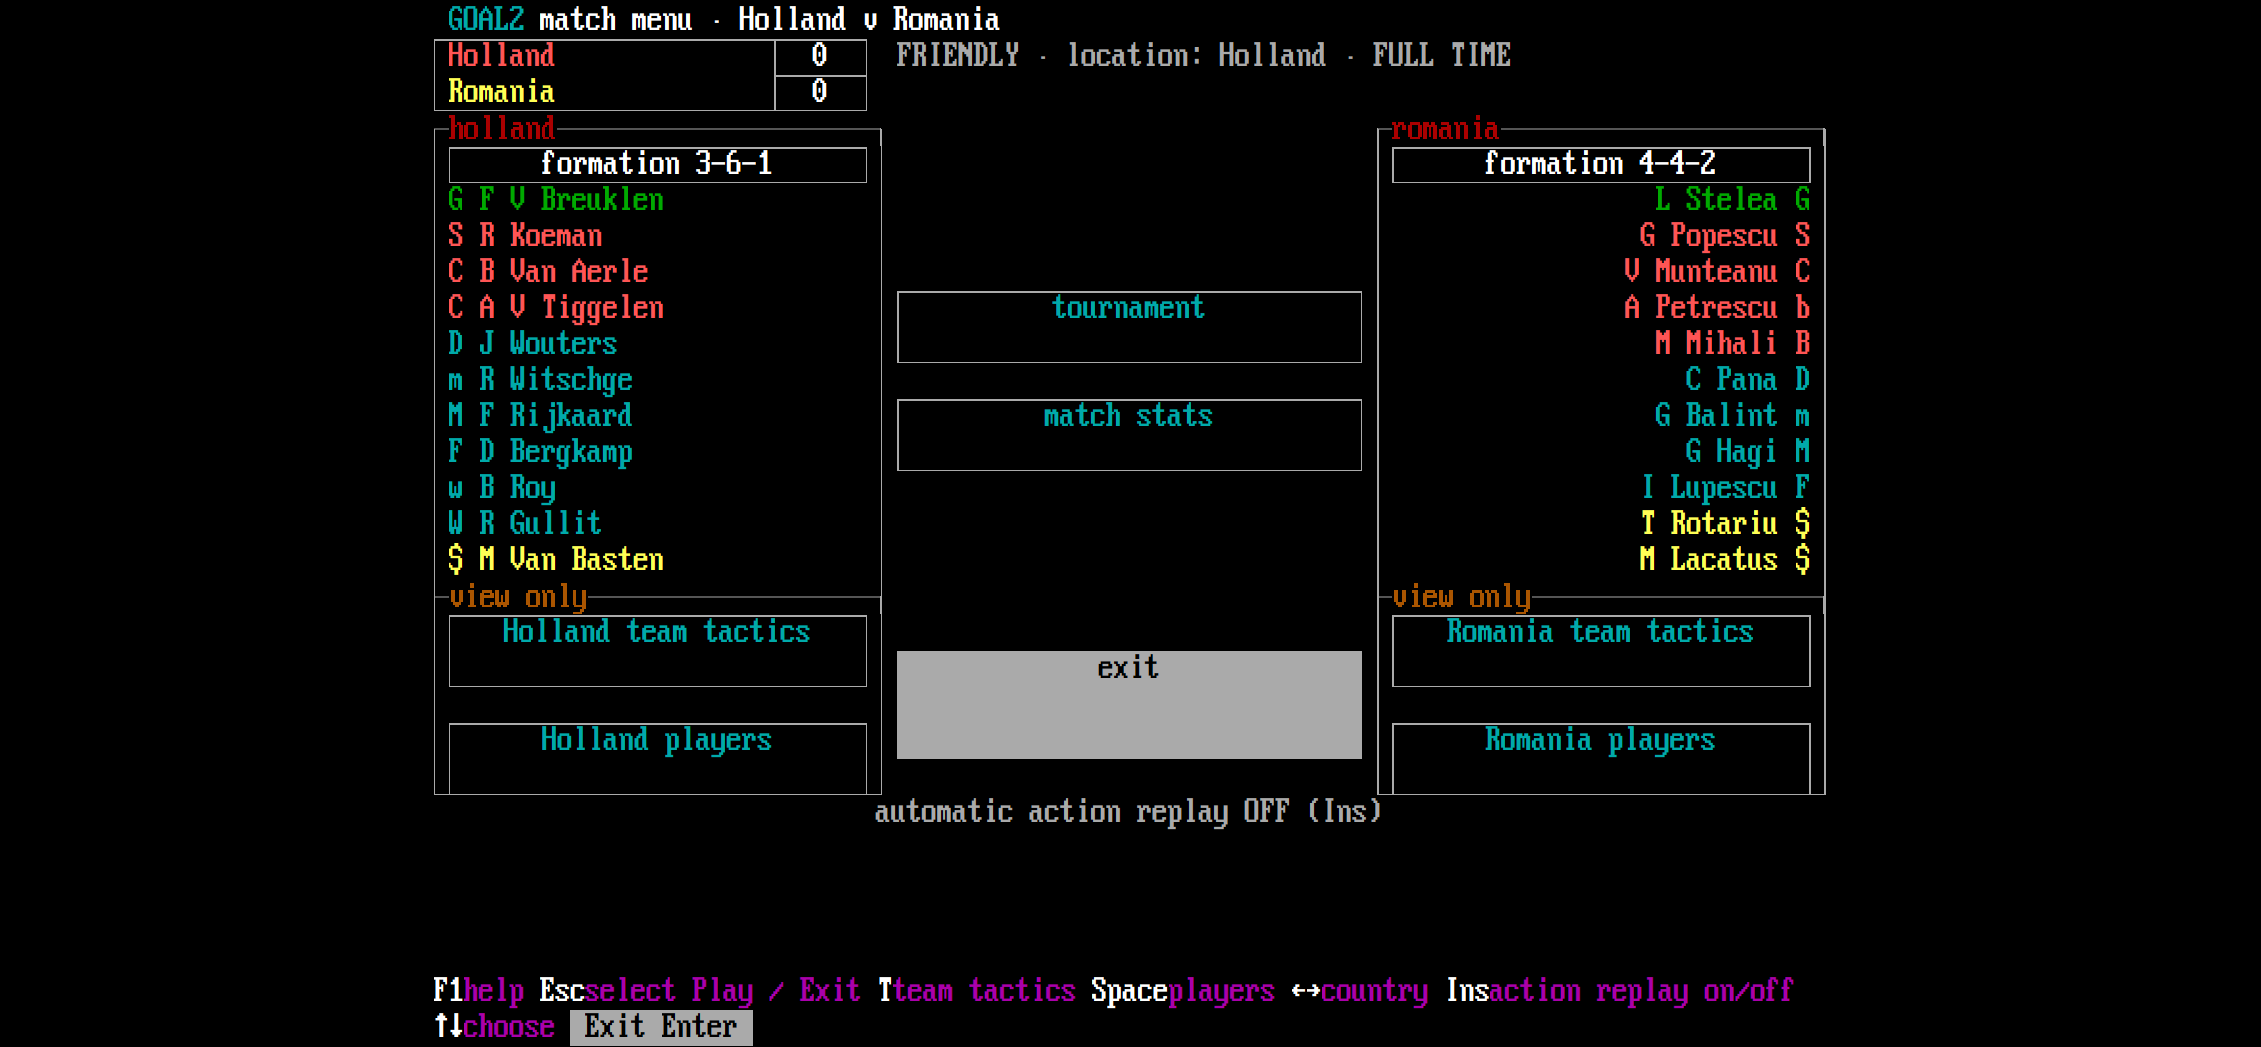 GOAL2 match menu · Holland v Romania
Holland 0
Romania 0
FRIENDLY · location: Holland · FULL TIME
holland
formation 3-6-1
G F V Breuklen
S R Koeman
C B Van Aerle
C A V Tiggelen
D J Wouters
m R Witschge
M F Rijkaard
F D Bergkamp
w B Roy
W R Gullit
$ M Van Basten
view only
Holland team tactics
Holland players
tournament
match stats
exit
romania
formation 4-4-2
L Stelea G
G Popescu S
V Munteanu C
A Petrescu b
M Mihali B
C Pana D
G Balint m
G Hagi M
I Lupescu F
T Rotariu $
M Lacatus $
view only
Romania team tactics
Romania players
automatic action replay OFF (Ins)
F1help Escselect Play / Exit Tteam tactics Spaceplayers ↔country Insaction replay on/off
↑↓choose Exit Enter